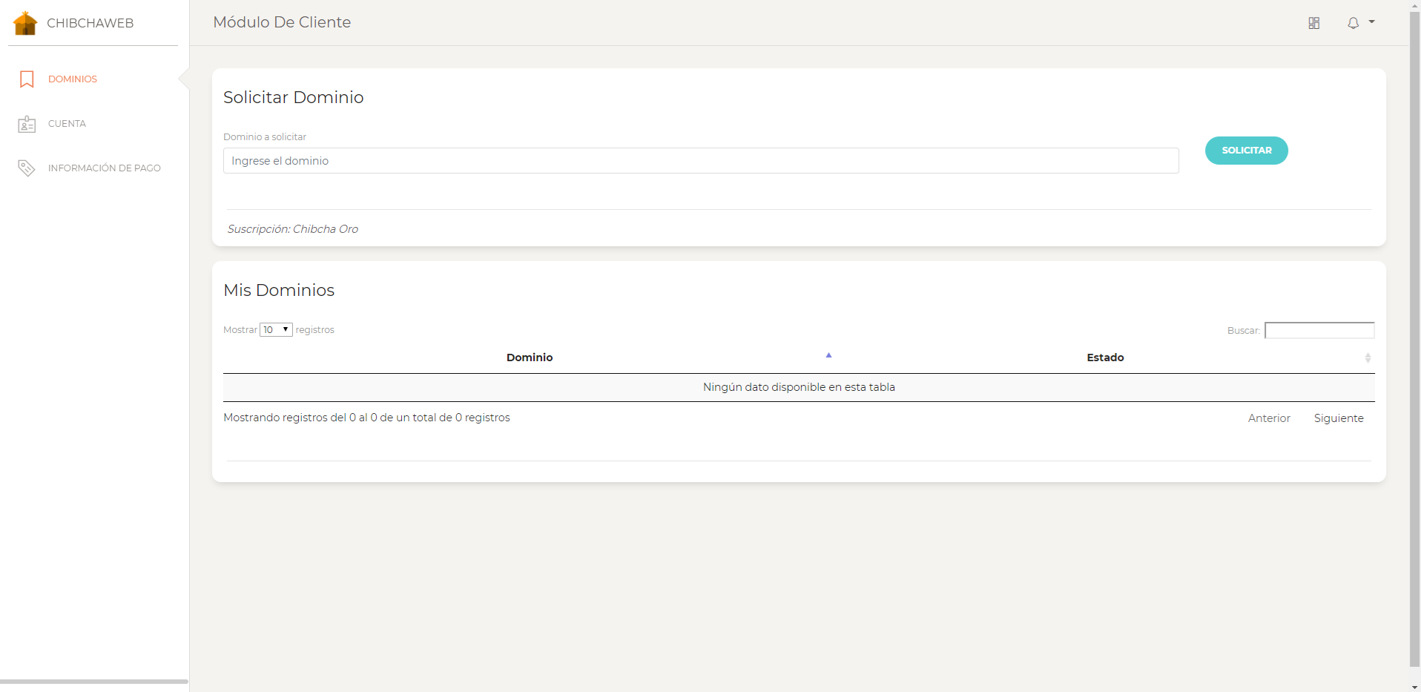 CHIBCHAWEB
Módulo De Cliente
DOMINIOS
CUENTA
INFORMACIÓN DE PAGO
Solicitar Dominio
Dominio a solicitar
Ingrese el dominio
SOLICITAR
Suscripción: Chibcha Oro
Mis Dominios
Mostrar 10 registros
Buscar:
Dominio Estado
Ningún dato disponible en esta tabla
Mostrando registros del 0 al 0 de un total de 0 registros
Anterior Siguiente